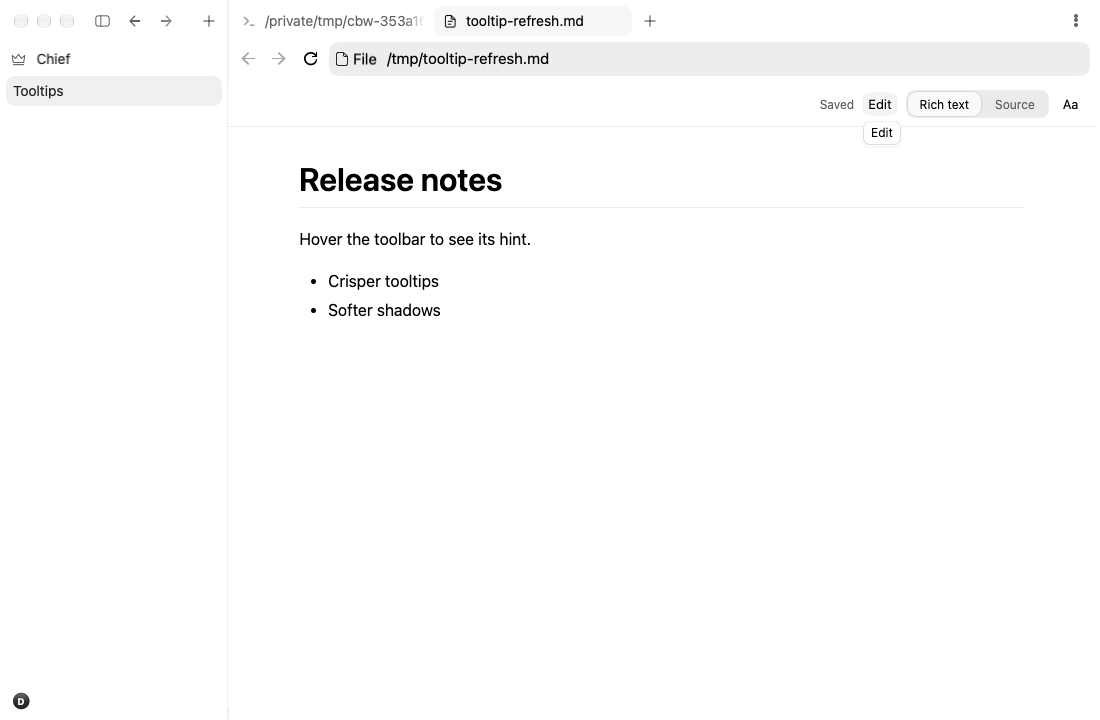 /private/tmp/cbw-353a1
tooltip-refresh.md
Chief
File /tmp/tooltip-refresh.md
Tooltips
Saved Edit Rich text Source Aa
Edit
Release notes
Hover the toolbar to see its hint.
• Crisper tooltips
• Softer shadows
D